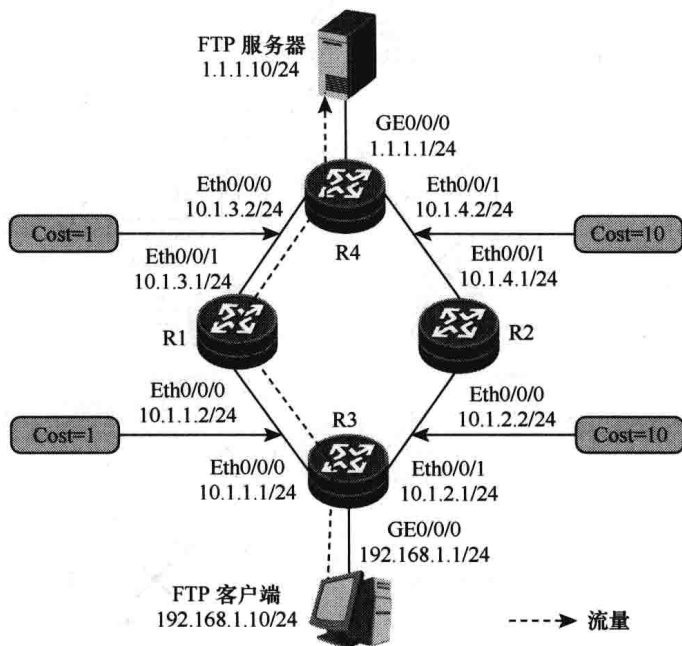 FTP 服务器
1.1.1.10/24
GE0/0/0
1.1.1.1/24
Eth0/0/0
10.1.3.2/24
Eth0/0/1
10.1.4.2/24
Cost=1
Cost=10
R4
Eth0/0/1
10.1.3.1/24
Eth0/0/1
10.1.4.1/24
R1
R2
Eth0/0/0
10.1.1.2/24
Eth0/0/0
10.1.2.2/24
R3
Cost=1
Cost=10
Eth0/0/0
10.1.1.1/24
Eth0/0/1
10.1.2.1/24
GE0/0/0
192.168.1.1/24
FTP 客户端
192.168.1.10/24
流量